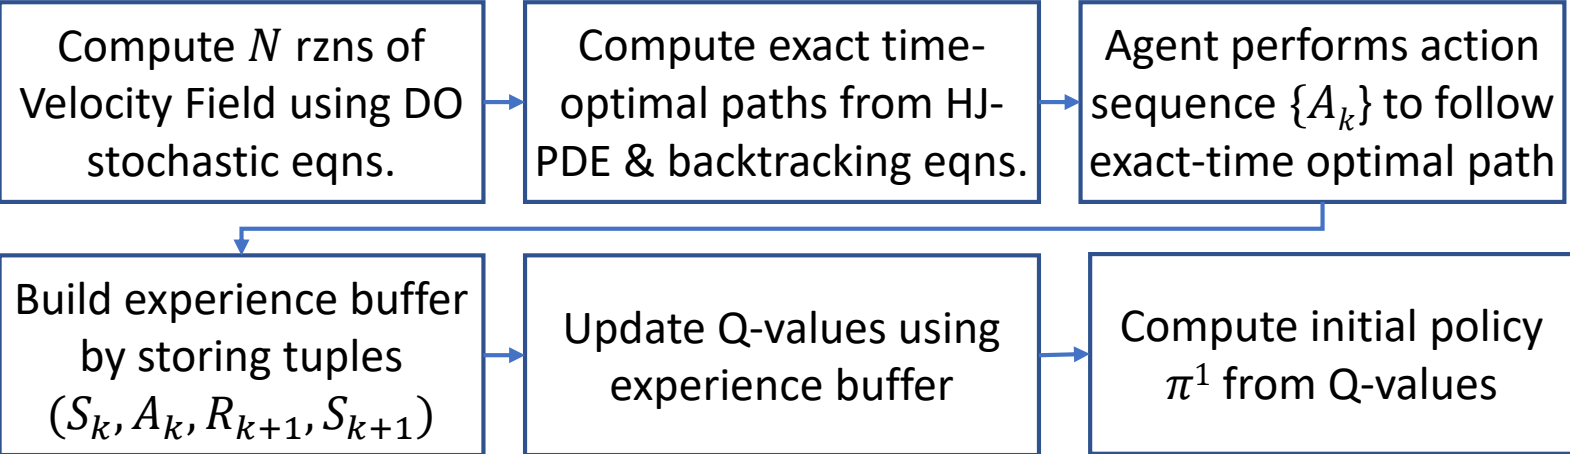 Compute N rzns of
Velocity Field using DO
stochastic eqns.
Compute exact time-
optimal paths from HJ-
PDE & backtracking eqns.
Agent performs action
sequence {A_k} to follow
exact-time optimal path
Build experience buffer
by storing tuples
(S_k, A_k, R_{k+1}, S_{k+1})
Update Q-values using
experience buffer
Compute initial policy
π^1 from Q-values